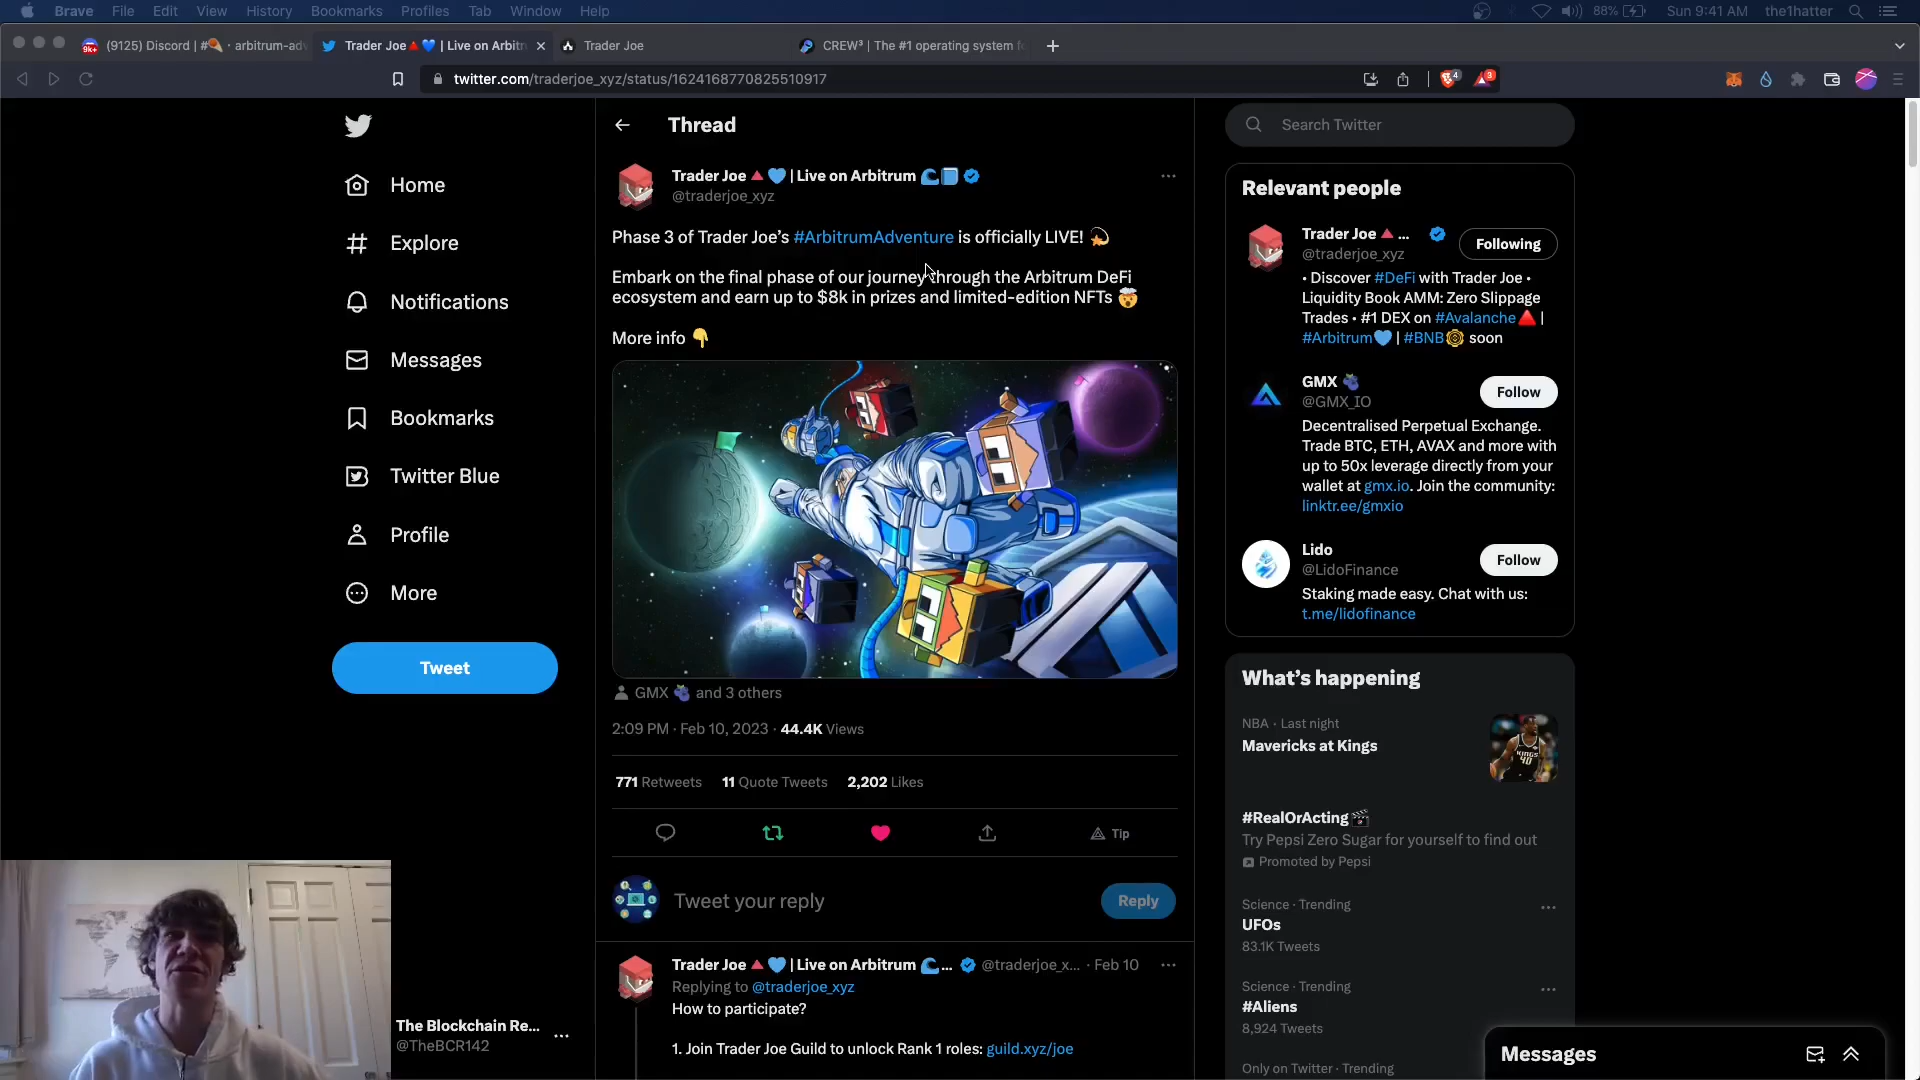 Brave File Edit View History Bookmarks Profiles Tab Window Help
88% Sun 9:41 AM the1hatter
9k+ (9125) Discord | # · arbitrum-adv
Trader Joe🔺💙 | Live on Arbitr
Trader Joe
CREW³ | The #1 operating system f
twitter.com/traderjoe_xyz/status/1624168770825510917
4
3
Home
Explore
Notifications
Messages
Bookmarks
Twitter Blue
Profile
More
Tweet
The Blockchain Re...
@TheBCR142
Thread
Trader Joe 🔺💙 | Live on Arbitrum 🌊📘
@traderjoe_xyz
Phase 3 of Trader Joe’s #ArbitrumAdventure is officially LIVE! 💫
Embark on the final phase of our journey through the Arbitrum DeFi
ecosystem and earn up to $8k in prizes and limited-edition NFTs 🤯
More info 👇
GMX 🫐 and 3 others
2:09 PM · Feb 10, 2023 · 44.4K Views
771 Retweets 11 Quote Tweets 2,202 Likes
Tip
Tweet your reply
Reply
Trader Joe 🔺💙 | Live on Arbitrum 🌊... @traderjoe_x... · Feb 10
Replying to @traderjoe_xyz
How to participate?
1. Join Trader Joe Guild to unlock Rank 1 roles: guild.xyz/joe
Search Twitter
Relevant people
Trader Joe 🔺 ...
@traderjoe_xyz
Following
• Discover #DeFi with Trader Joe •
Liquidity Book AMM: Zero Slippage
Trades • #1 DEX on #Avalanche🔺 |
#Arbitrum💙 | #BNB soon
GMX 🫐
@GMX_IO
Follow
Decentralised Perpetual Exchange.
Trade BTC, ETH, AVAX and more with
up to 50x leverage directly from your
wallet at gmx.io. Join the community:
linktr.ee/gmxio
Lido
@LidoFinance
Follow
Staking made easy. Chat with us:
t.me/lidofinance
What’s happening
NBA · Last night
Mavericks at Kings
KINGS
40
#RealOrActing🎬
Try Pepsi Zero Sugar for yourself to find out
Promoted by Pepsi
Science · Trending
UFOs
83.1K Tweets
Science · Trending
#Aliens
8,924 Tweets
Only on Twitter · Trending
Messages